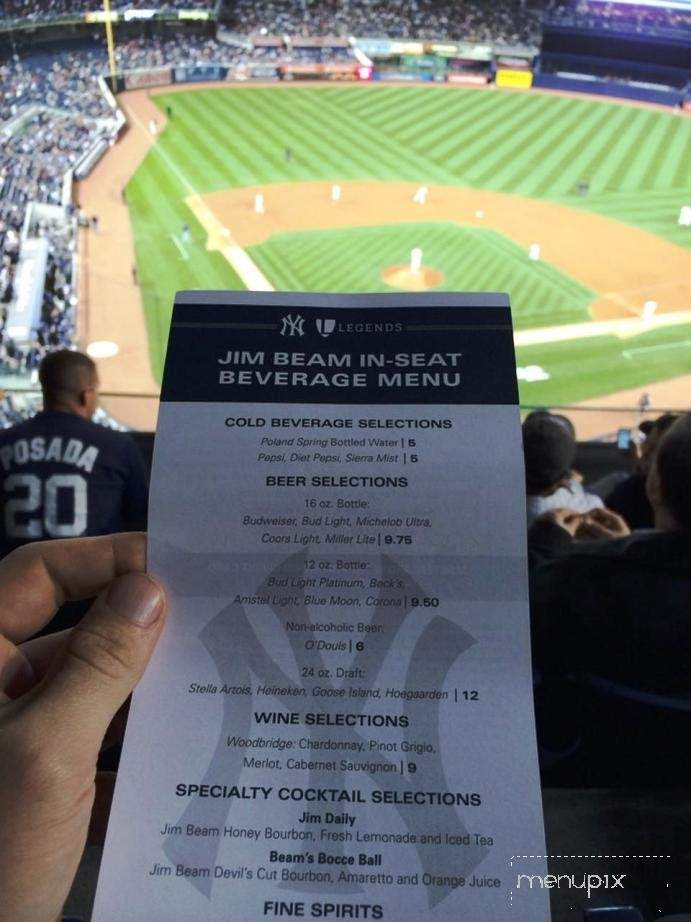 LEGENDS
JIM BEAM IN-SEAT
BEVERAGE MENU
COLD BEVERAGE SELECTIONS
Poland Spring Bottled Water | 5
Pepsi, Diet Pepsi, Sierra Mist | 5
BEER SELECTIONS
16 oz. Bottle:
Budweiser, Bud Light, Michelob Ultra,
Coors Light, Miller Lite | 9.75
12 oz. Bottle:
Bud Light Platinum, Beck's,
Amstel Light, Blue Moon, Corona | 9.50
Non-alcoholic Beer:
O'Douls | 6
24 oz. Draft:
Stella Artois, Heineken, Goose Island, Hoegaarden | 12
WINE SELECTIONS
Woodbridge: Chardonnay, Pinot Grigio,
Merlot, Cabernet Sauvignon | 9
SPECIALTY COCKTAIL SELECTIONS
Jim Daily
Jim Beam Honey Bourbon, Fresh Lemonade and Iced Tea
Beam's Bocce Ball
Jim Beam Devil's Cut Bourbon, Amaretto and Orange Juice
FINE SPIRITS
POSADA
20
menupix